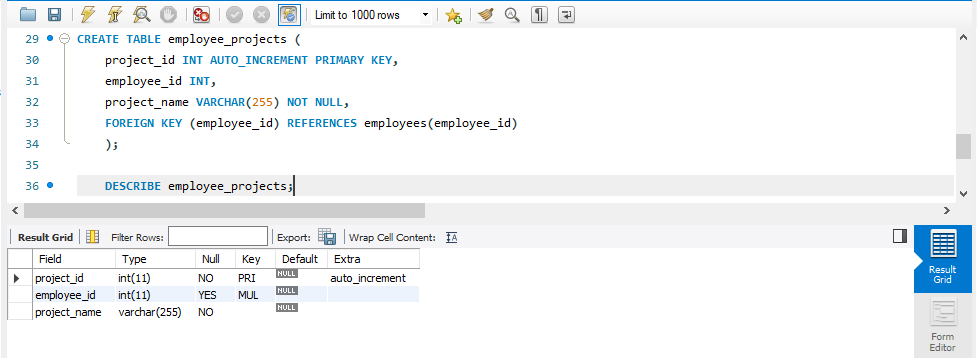 Limit to 1000 rows
29 CREATE TABLE employee_projects (
30 project_id INT AUTO_INCREMENT PRIMARY KEY,
31 employee_id INT,
32 project_name VARCHAR(255) NOT NULL,
33 FOREIGN KEY (employee_id) REFERENCES employees(employee_id)
34 );
35
36 DESCRIBE employee_projects;
Result Grid Filter Rows: Export: Wrap Cell Content: IA
Field Type Null Key Default Extra
project_id int(11) NO PRI NULL auto_increment
employee_id int(11) YES MUL NULL
project_name varchar(255) NO NULL
Result
Grid
Form
Editor